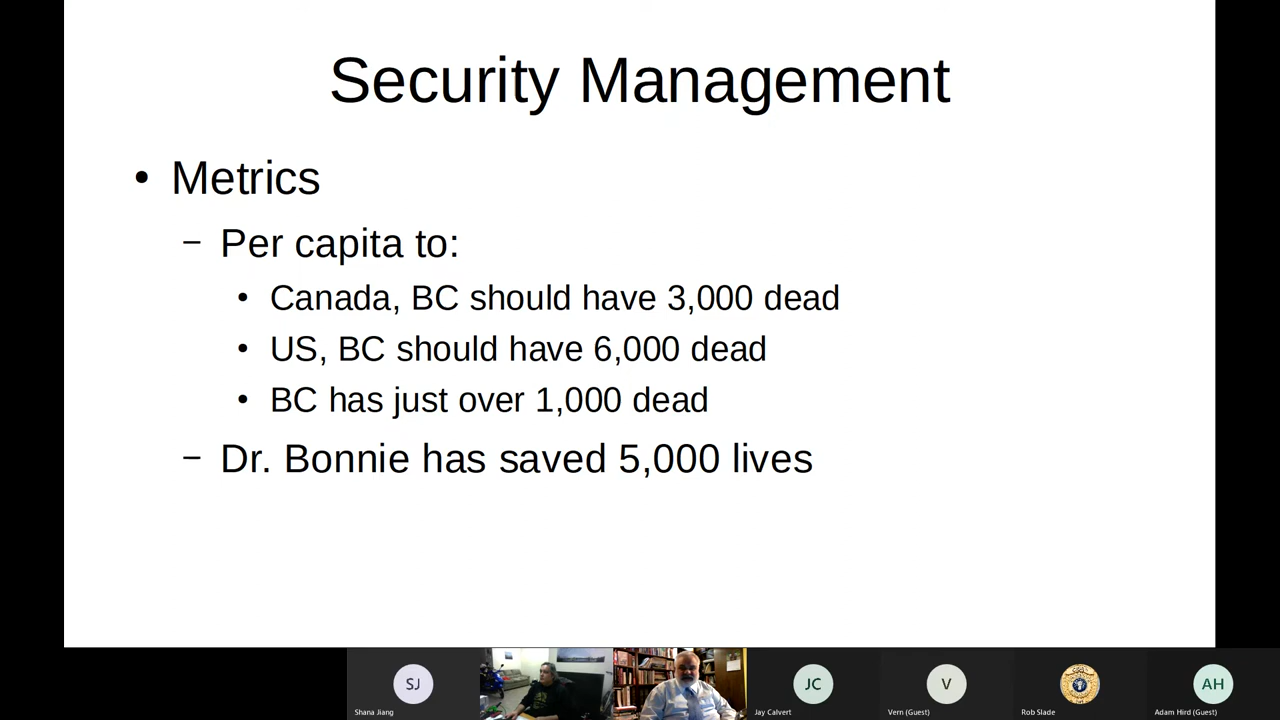 Security Management
• Metrics
– Per capita to:
• Canada, BC should have 3,000 dead
• US, BC should have 6,000 dead
• BC has just over 1,000 dead
– Dr. Bonnie has saved 5,000 lives
SJ
JC
V
AH
Shana Jiang
Jay Calvert
Vern (Guest)
Rob Slade
Adam Hird (Guest)